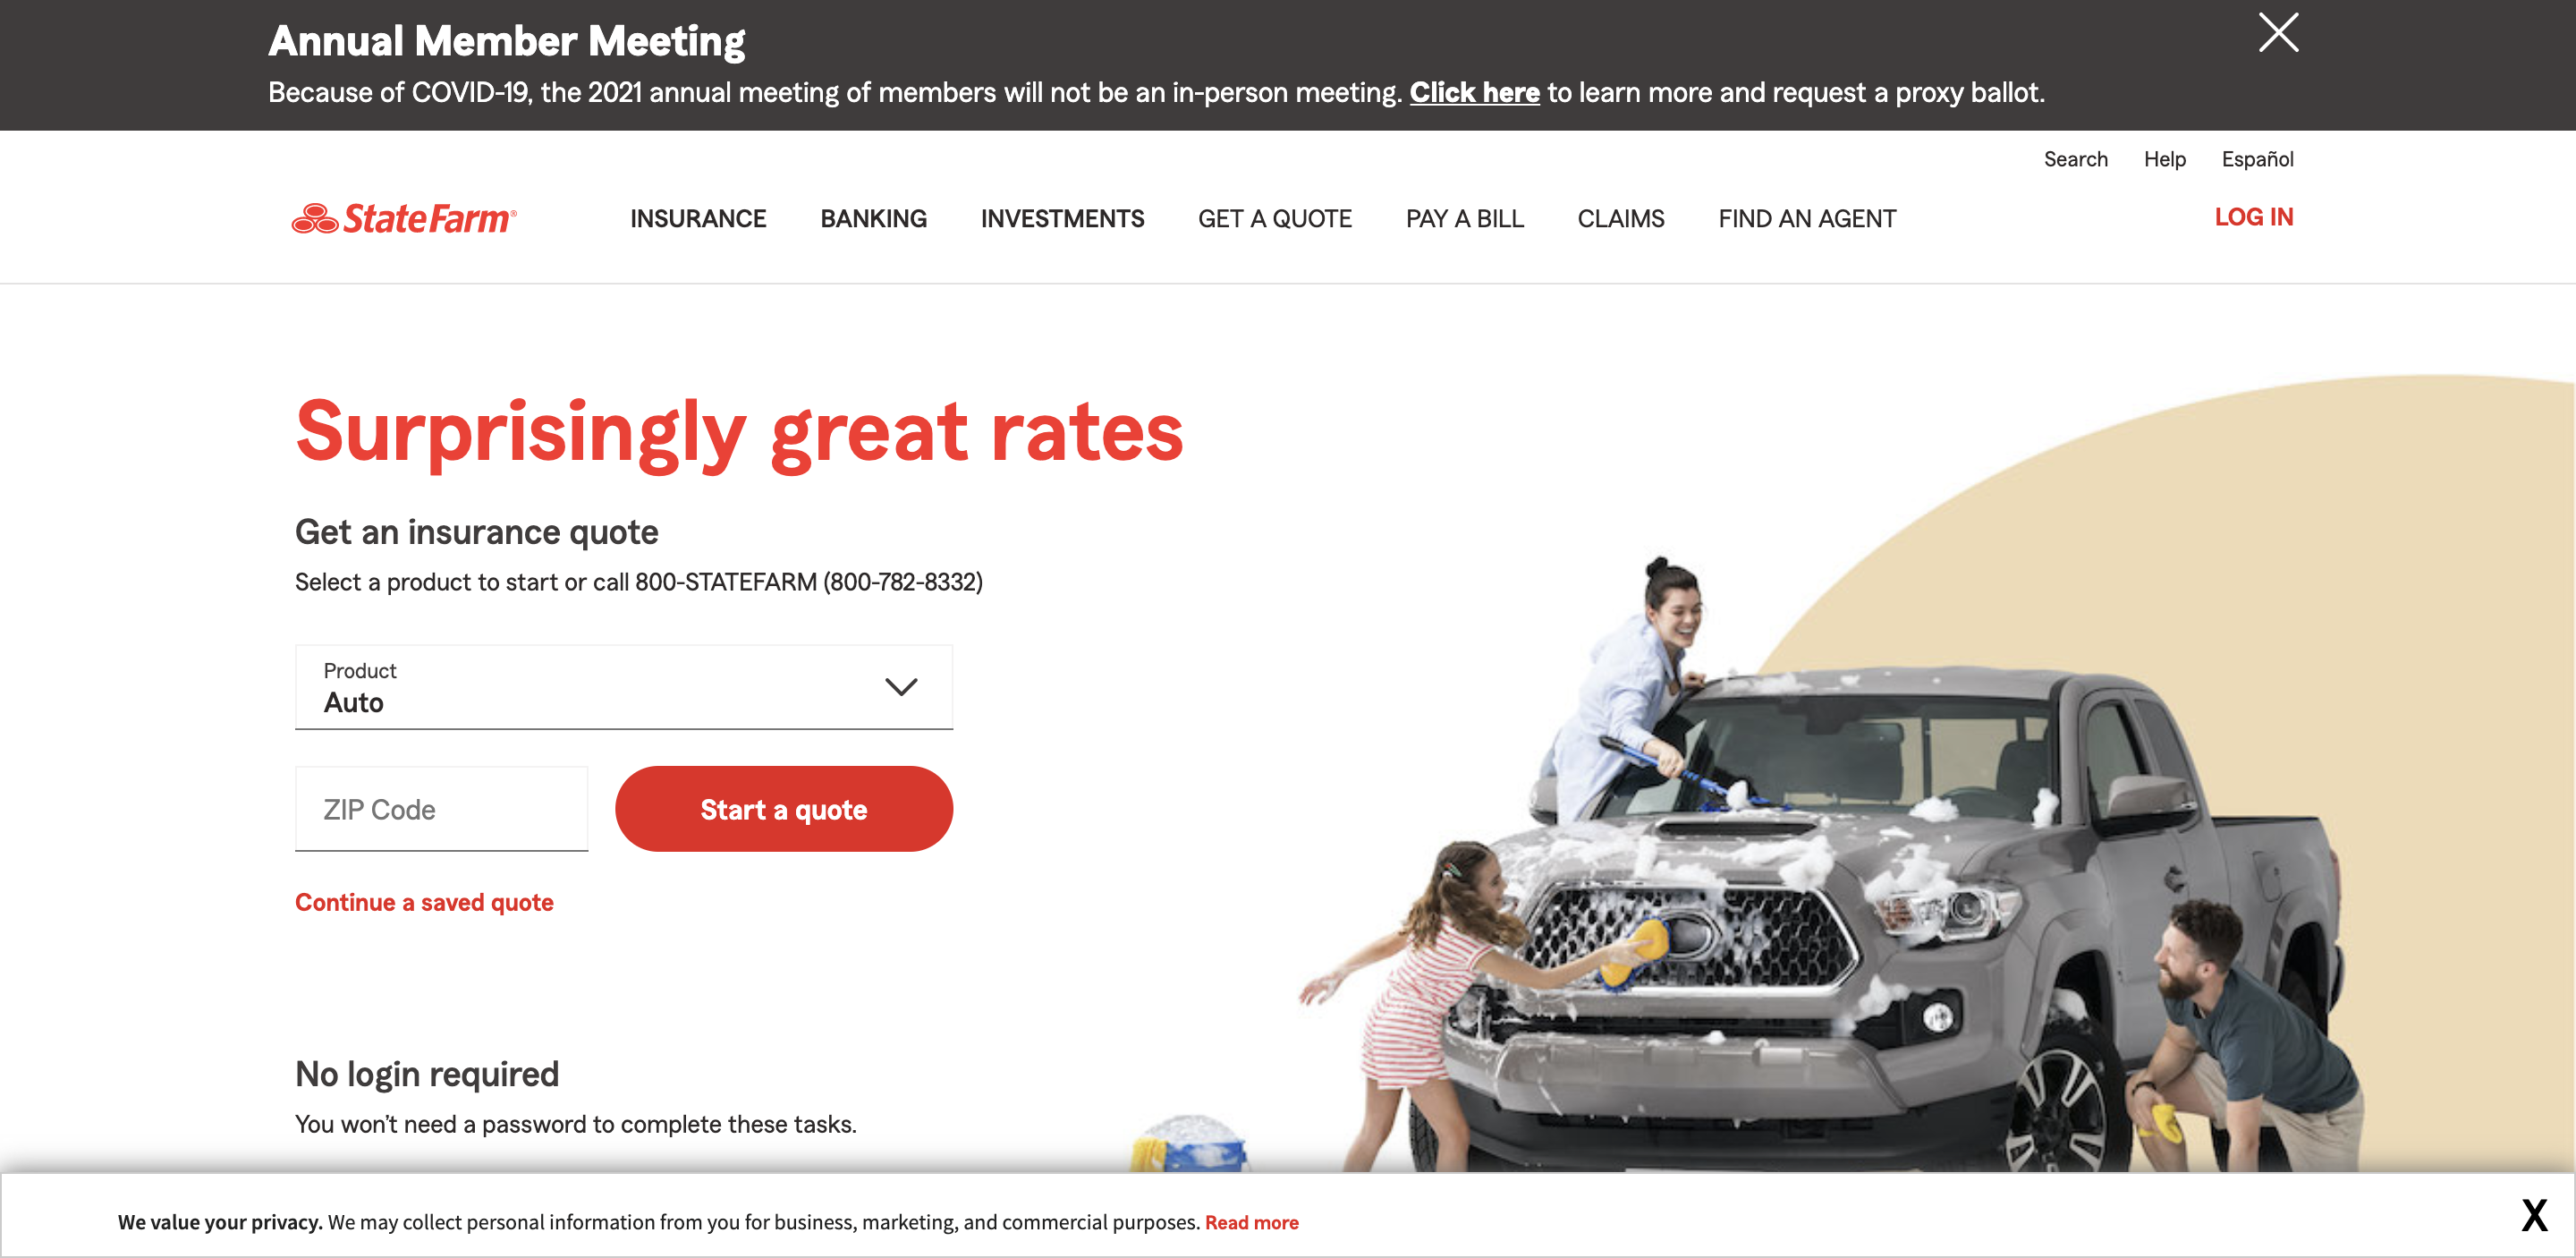 Annual Member Meeting
Because of COVID-19, the 2021 annual meeting of members will not be an in-person meeting. Click here to learn more and request a proxy ballot.
Search Help Español
StateFarm®
INSURANCE BANKING INVESTMENTS GET A QUOTE PAY A BILL CLAIMS FIND AN AGENT LOG IN
Surprisingly great rates
Get an insurance quote
Select a product to start or call 800-STATEFARM (800-782-8332)
Product
Auto
ZIP Code
Start a quote
Continue a saved quote
No login required
You won't need a password to complete these tasks.
We value your privacy. We may collect personal information from you for business, marketing, and commercial purposes. Read more
X